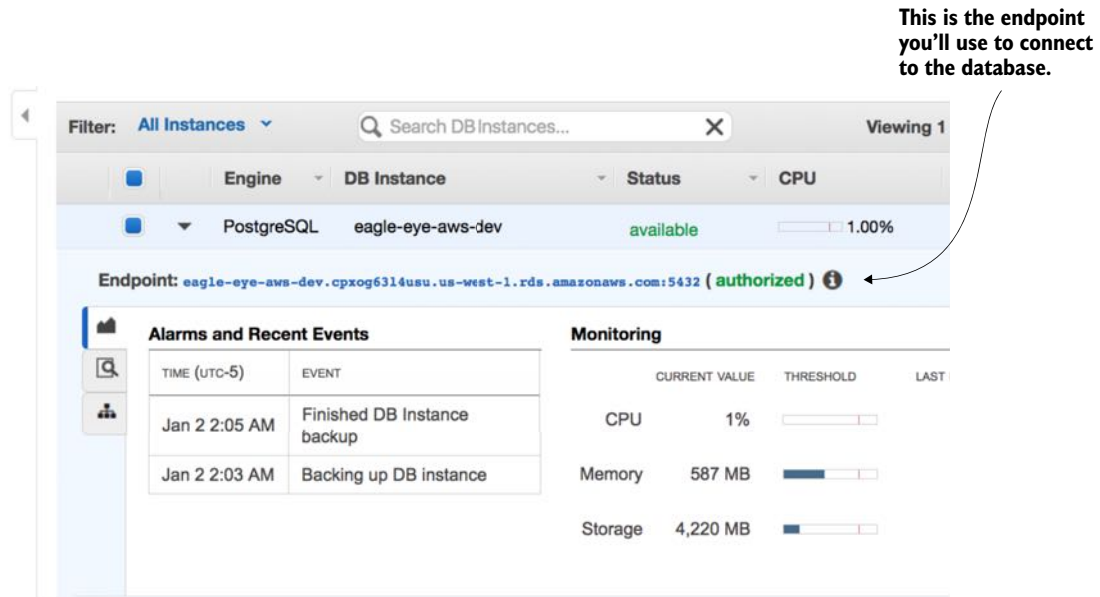 This is the endpoint
you'll use to connect
to the database.
Filter: All Instances Search DB Instances... X Viewing 1
Engine DB Instance Status CPU
PostgreSQL eagle-eye-aws-dev available 1.00%
Endpoint: eagle-eye-aws-dev.cpxog63l4usu.us-west-1.rds.amazonaws.com:5432 ( authorized )
Alarms and Recent Events Monitoring
TIME (UTC-5) EVENT CURRENT VALUE THRESHOLD LAST
Jan 2 2:05 AM Finished DB Instance
backup
CPU 1%
Jan 2 2:03 AM Backing up DB instance
Memory 587 MB
Storage 4,220 MB